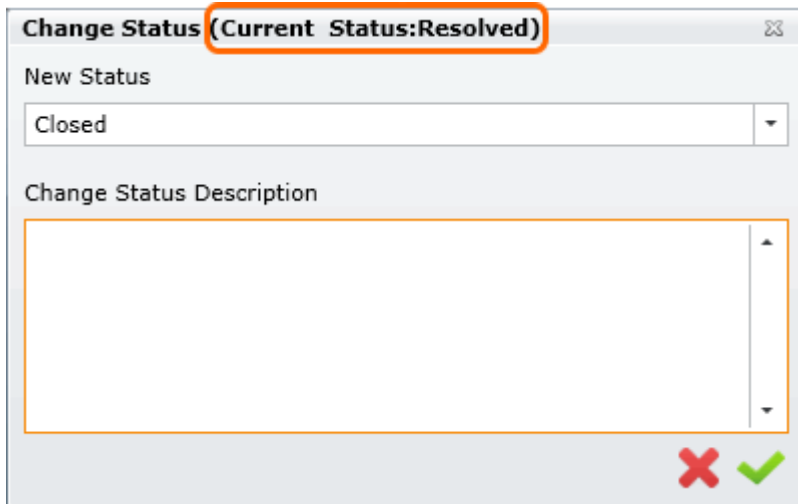 Change Status (Current Status:Resolved)
New Status
Closed
Change Status Description